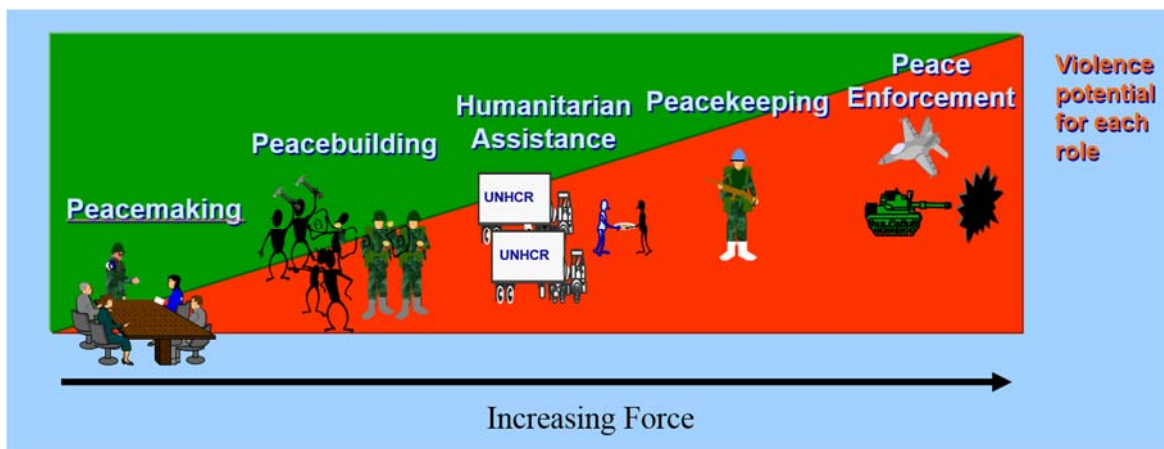 Peacemaking
Peacebuilding
Humanitarian
Assistance
UNHCR
UNHCR
Peacekeeping
Peace
Enforcement
Violence
potential
for each
role
Increasing Force